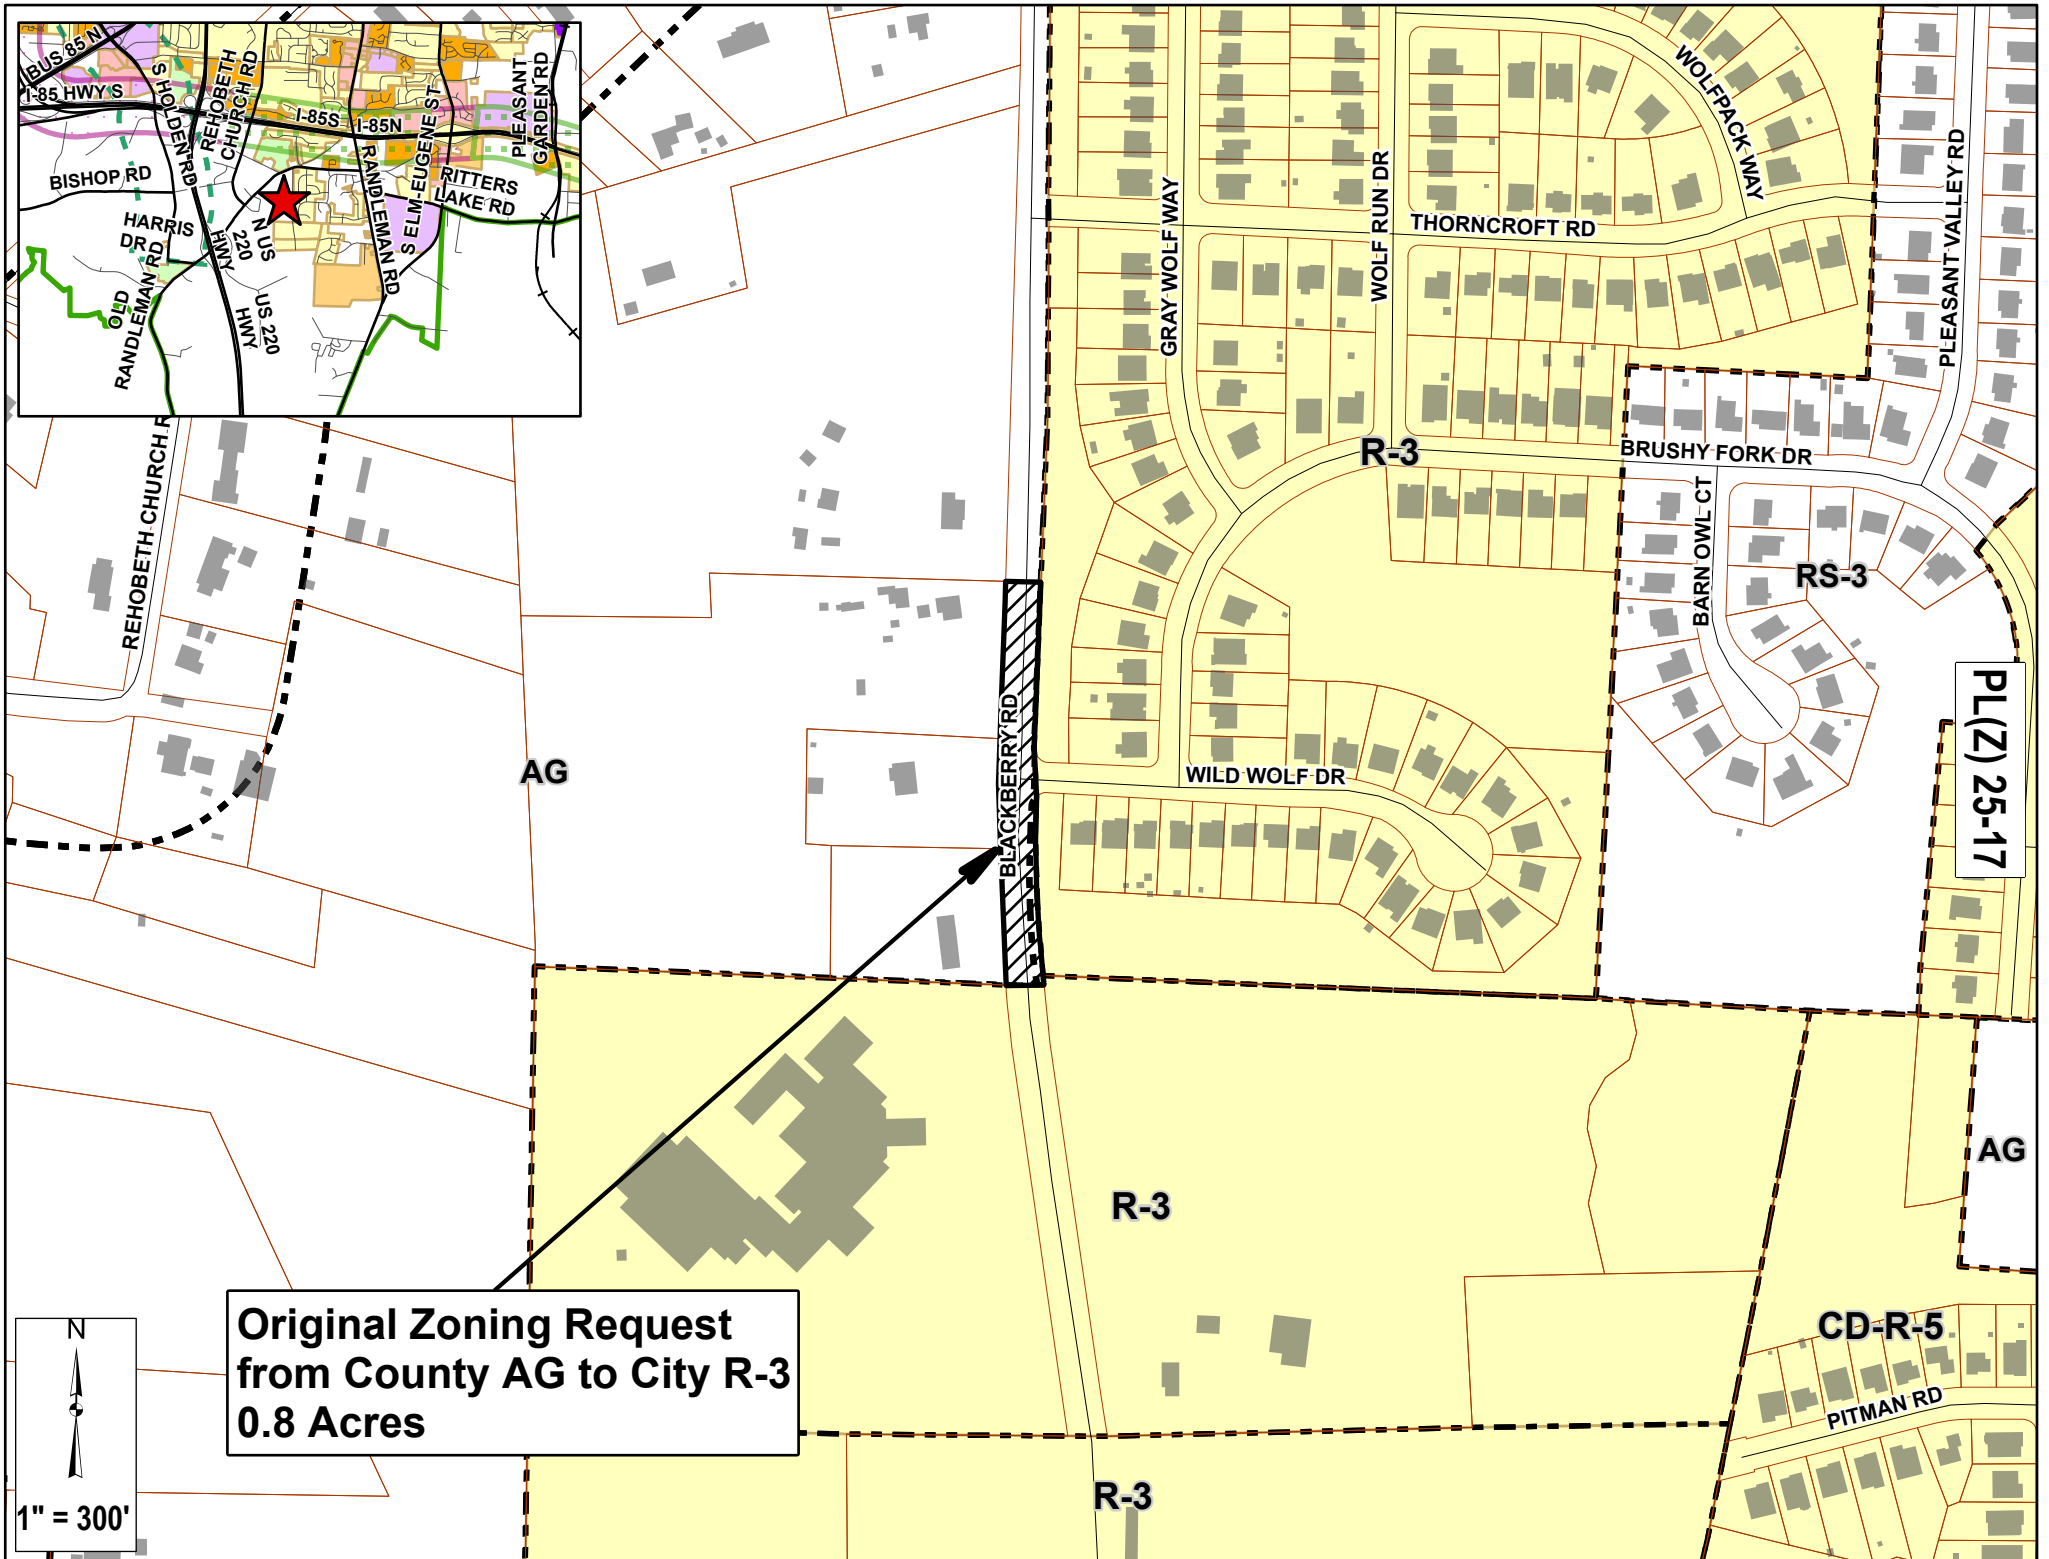 BUS 85 N
I-85 HWY S
S HOLDEN RD
REHOBETH
CHURCH RD
I-85S
I-85N
S ELM-EUGENE ST
PLEASANT
GARDEN RD
BISHOP RD
RANDLEMAN RD
RITTERS
LAKE RD
HARRIS
DR
N US
220
HWY
OLD
RANDLEMAN RD
US 220
HWY
WOLFPACK WAY
PLEASANT VALLEY RD
GRAY WOLF WAY
WOLF RUN DR
THORNCROFT RD
REHOBETH CHURCH R
R-3
BRUSHY FORK DR
BARN OWL CT
RS-3
PL(Z) 25-17
BLACKBERRY RD
AG
WILD WOLF DR
AG
R-3
Original Zoning Request
from County AG to City R-3
0.8 Acres
CD-R-5
PITMAN RD
R-3
N
1" = 300'